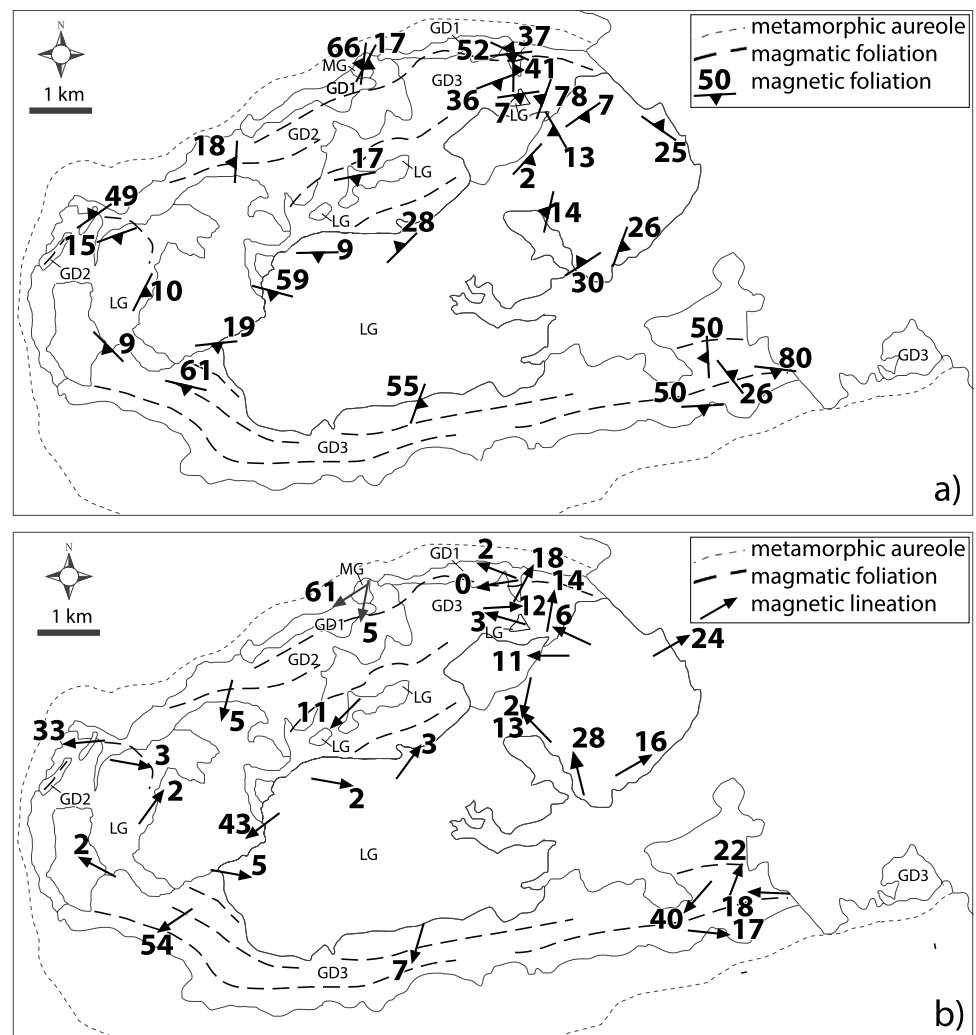 N
1 km
metamorphic aureole
magmatic foliation
50 magnetic foliation
GD1
66 17
52 37
MG
41
GD1
GD3
36
78 7
7
LG
GD2
18
13
25
17
LG
2
49
LG
28
14
26
15
9
GD2
59
30
10
LG
19
LG
50
9
80
GD3
61
55
50
26
GD3
a)
N
1 km
metamorphic aureole
magmatic foliation
magnetic lineation
GD1
2
18
MG
0
14
61
GD3
12
6
GD1
5
3
LG
24
GD2
11
LG
11
5
2
33
13
LG
3
28
16
3
2
GD2
2
LG
43
2
5
LG
22
GD3
18
40
17
54
7
GD3
b)